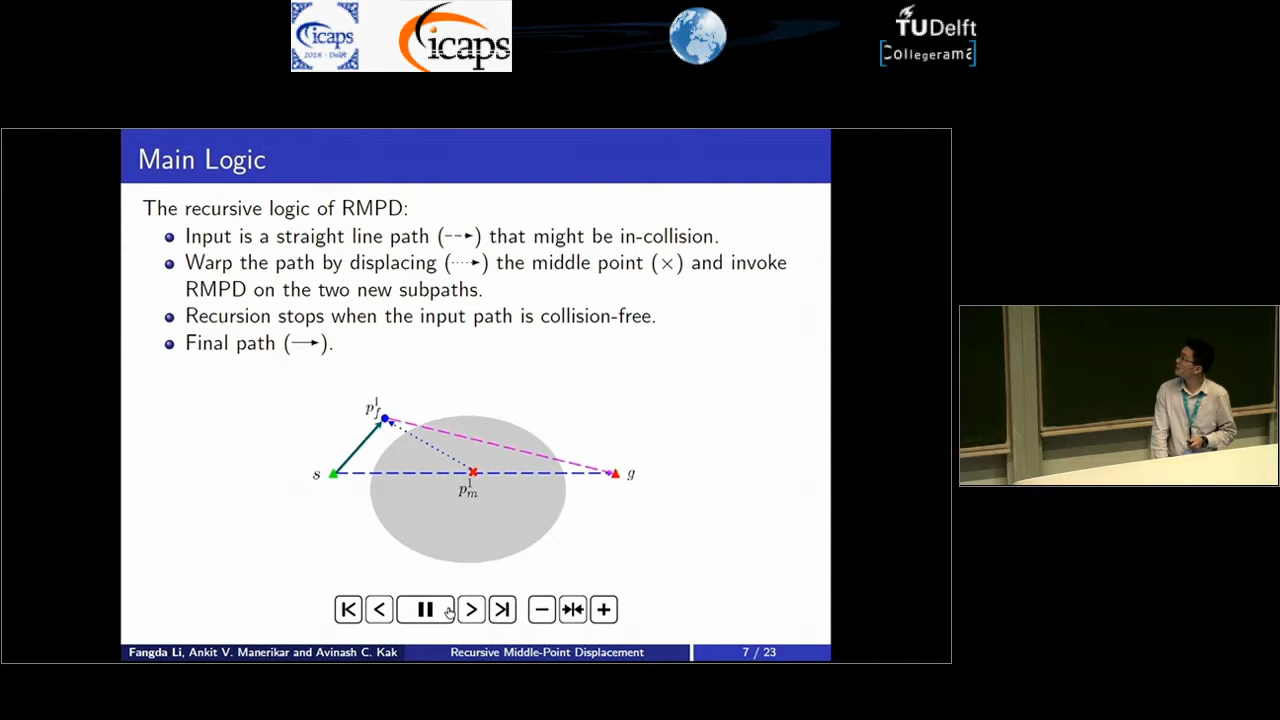 icaps
2018 · Delft
icaps
TUDelft
Collegerama
Main Logic
The recursive logic of RMPD:
Input is a straight line path (⇢) that might be in-collision.
Warp the path by displacing (⋯▸) the middle point (×) and invoke
RMPD on the two new subpaths.
Recursion stops when the input path is collision-free.
Final path (→).
p_f^1
s
p_m^1
g
Fangda Li, Ankit V. Manerikar and Avinash C. Kak
Recursive Middle-Point Displacement
7 / 23